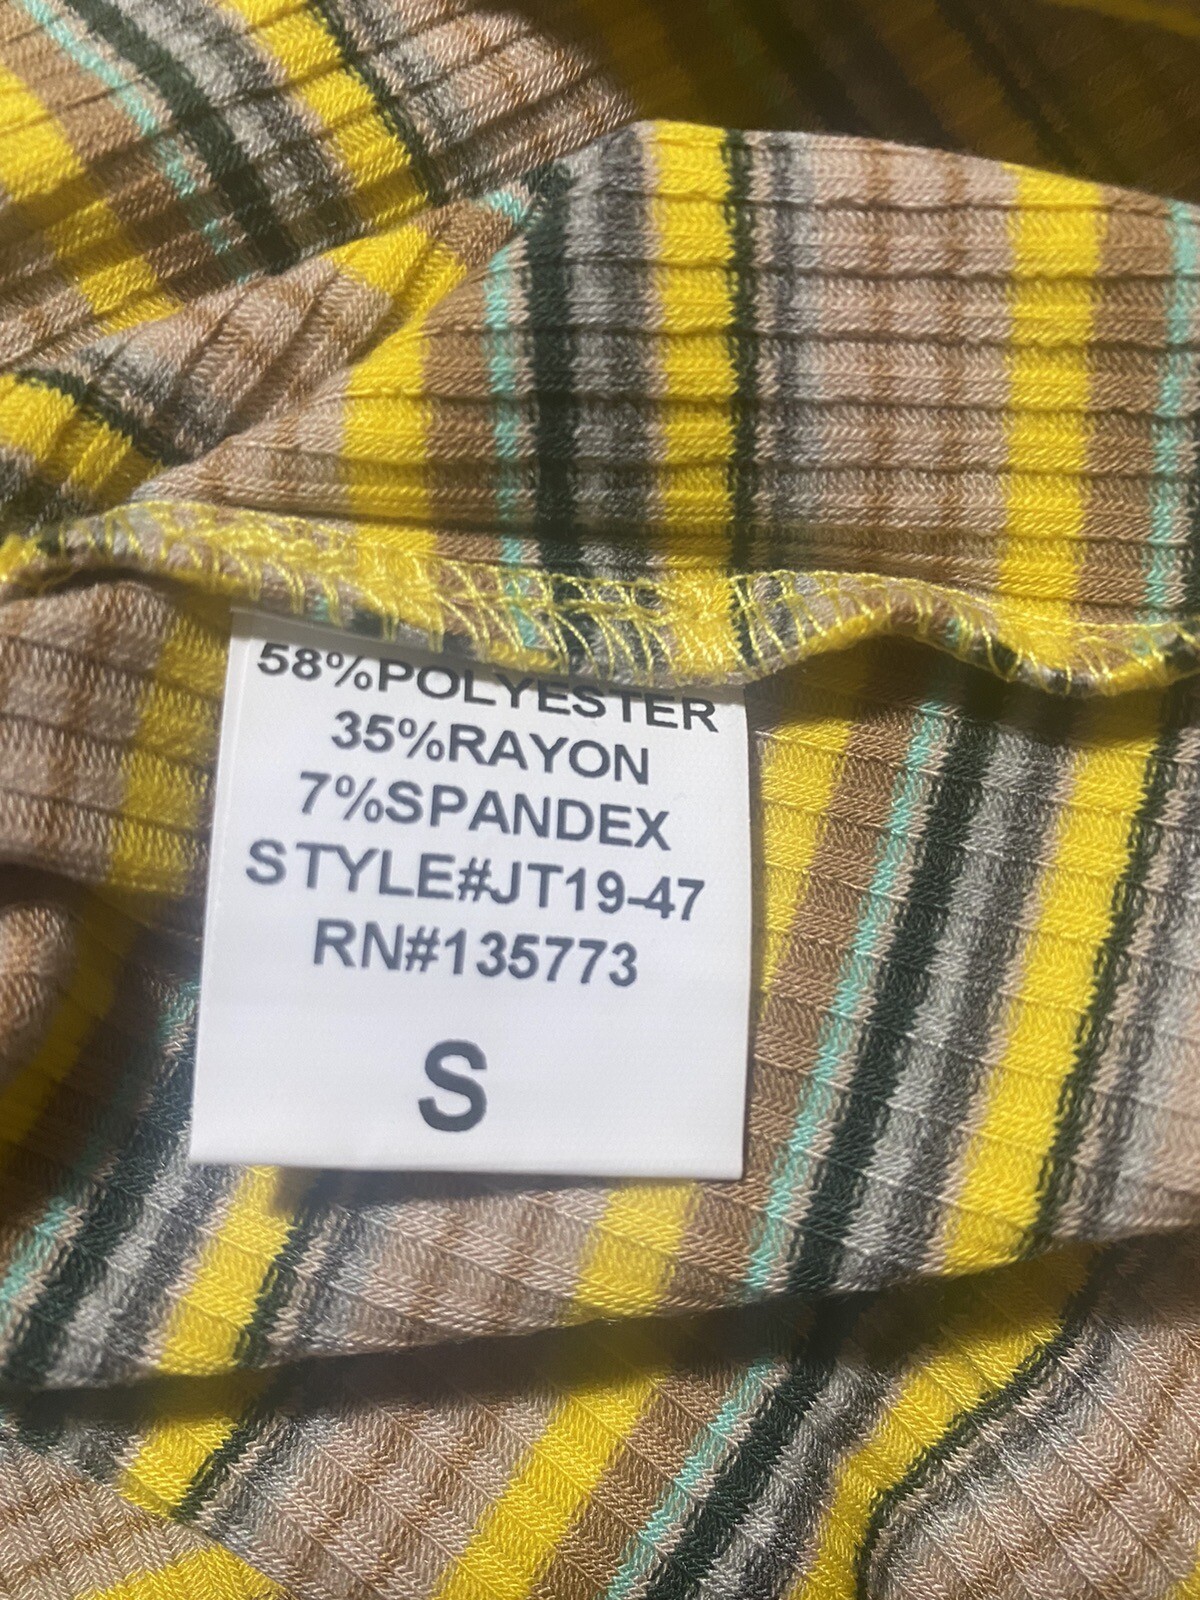 58%POLYESTER
35%RAYON
7%SPANDEX
STYLE#JT19-47
RN#135773
S